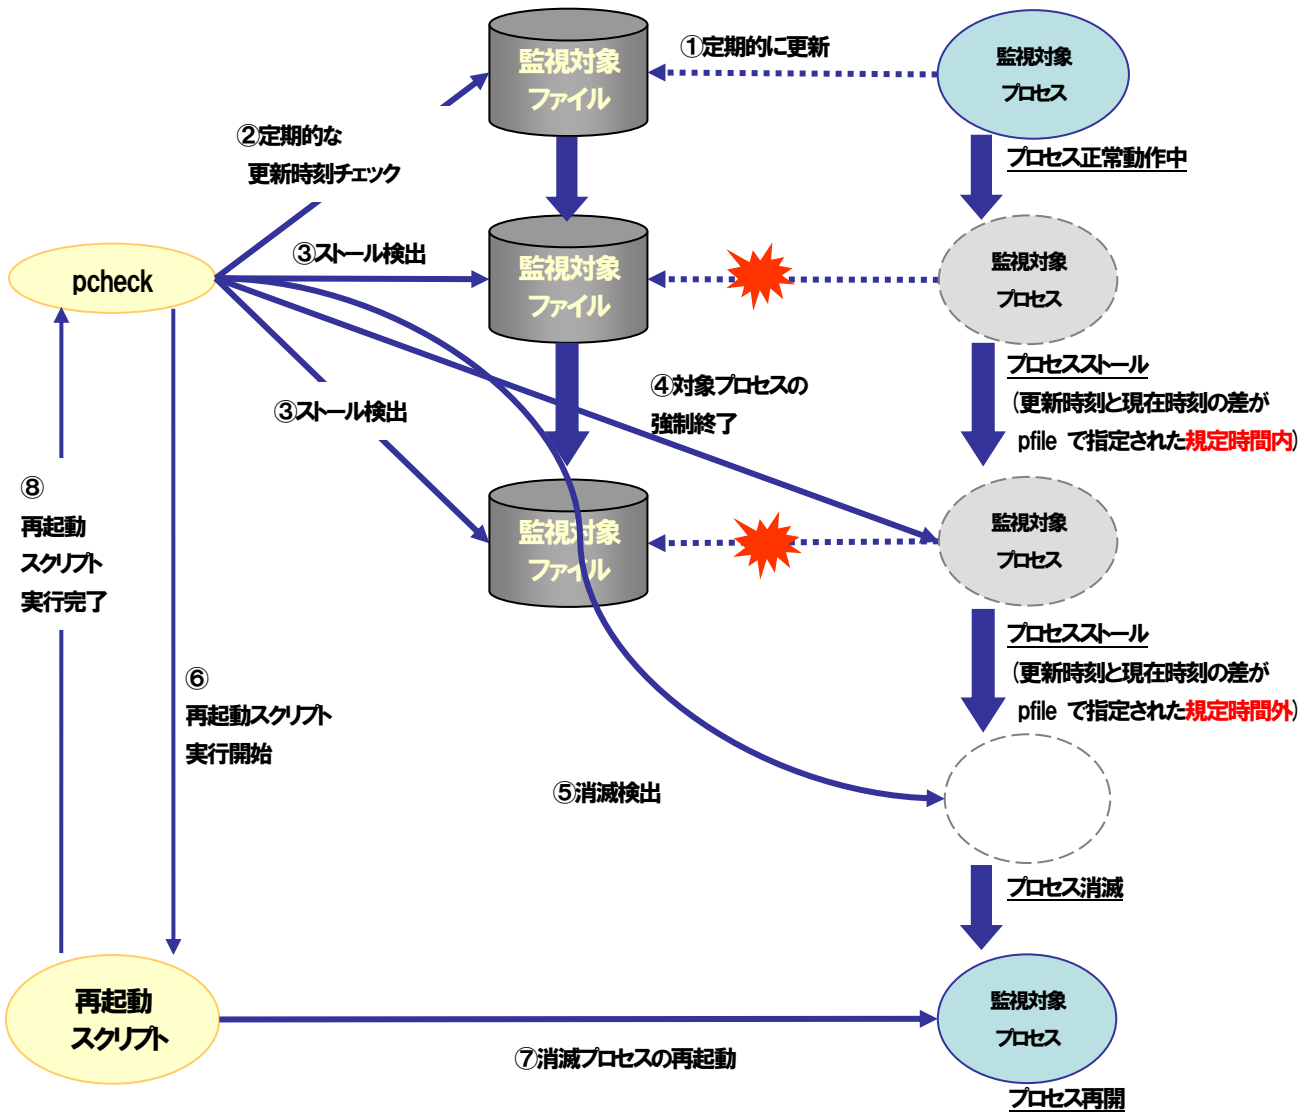 監視対象
ファイル
①定期的に更新
監視対象
プロセス
②定期的な
更新時刻チェック
プロセス正常動作中
③ストール検出
pcheck
監視対象
ファイル
監視対象
プロセス
プロセスストール
(更新時刻と現在時刻の差が
pfile で指定された規定時間内)
④対象プロセスの
強制終了
③ストール検出
⑧
再起動
スクリプト
実行完了
監視対象
ファイル
監視対象
プロセス
プロセスストール
(更新時刻と現在時刻の差が
pfile で指定された規定時間外)
⑥
再起動スクリプト
実行開始
⑤消滅検出
プロセス消滅
再起動
スクリプト
⑦消滅プロセスの再起動
監視対象
プロセス
プロセス再開